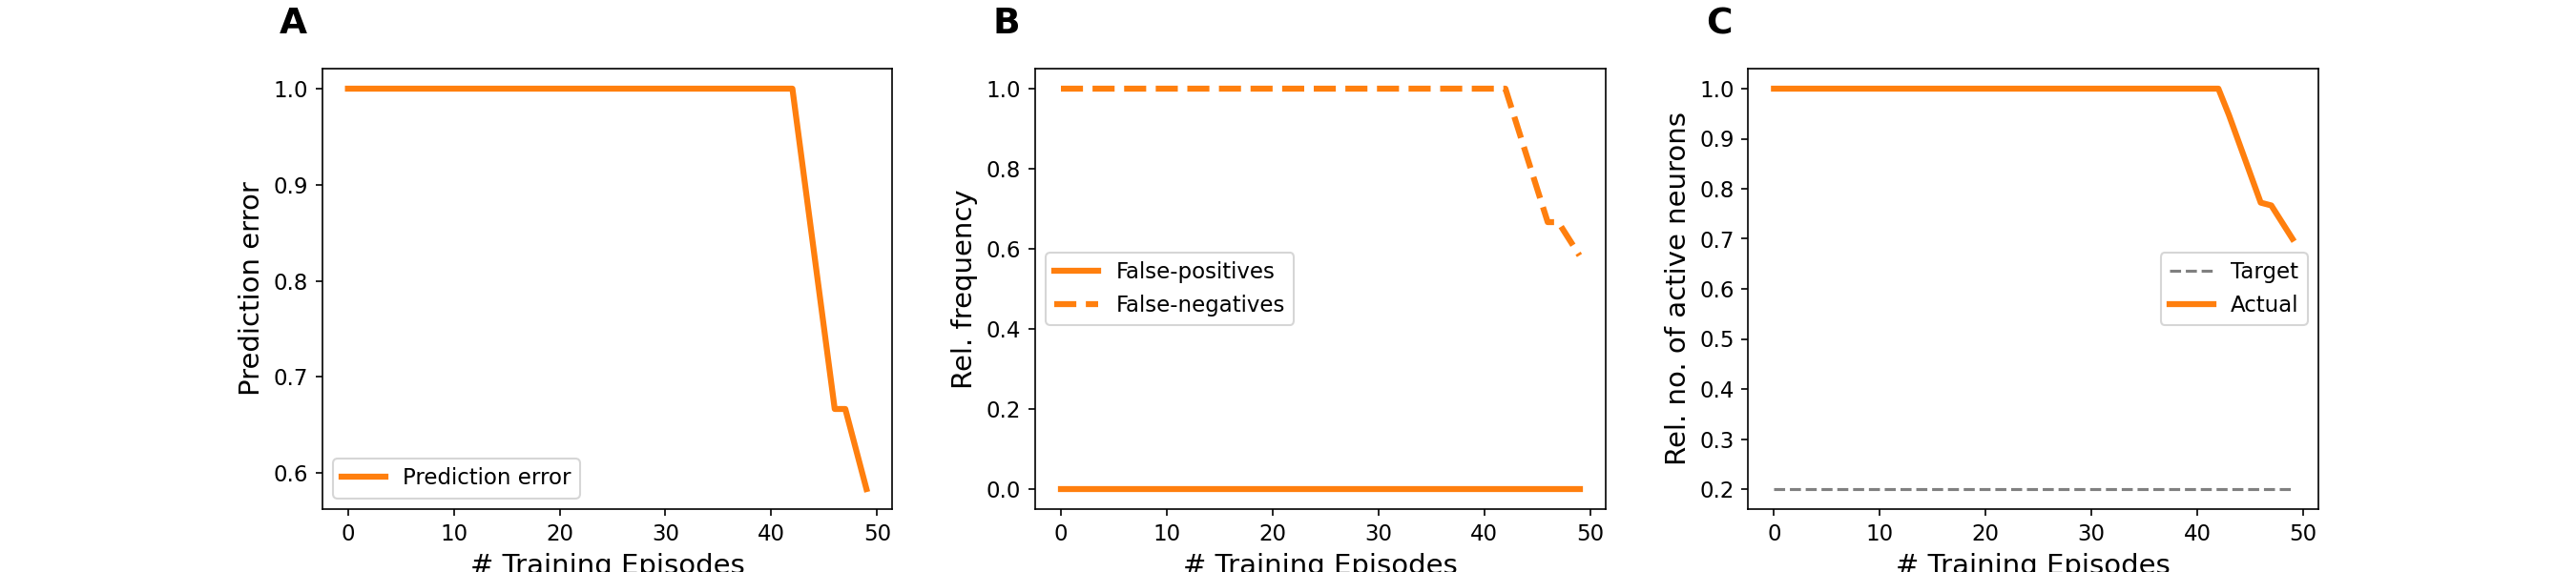 A
Prediction error
1.0
0.9
0.8
0.7
0.6
Prediction error
0 10 20 30 40 50
# Training Episodes
B
Rel. frequency
1.0
0.8
0.6
0.4
0.2
0.0
False-positives
False-negatives
0 10 20 30 40 50
# Training Episodes
C
Rel. no. of active neurons
1.0
0.9
0.8
0.7
0.6
0.5
0.4
0.3
0.2
Target
Actual
0 10 20 30 40 50
# Training Episodes